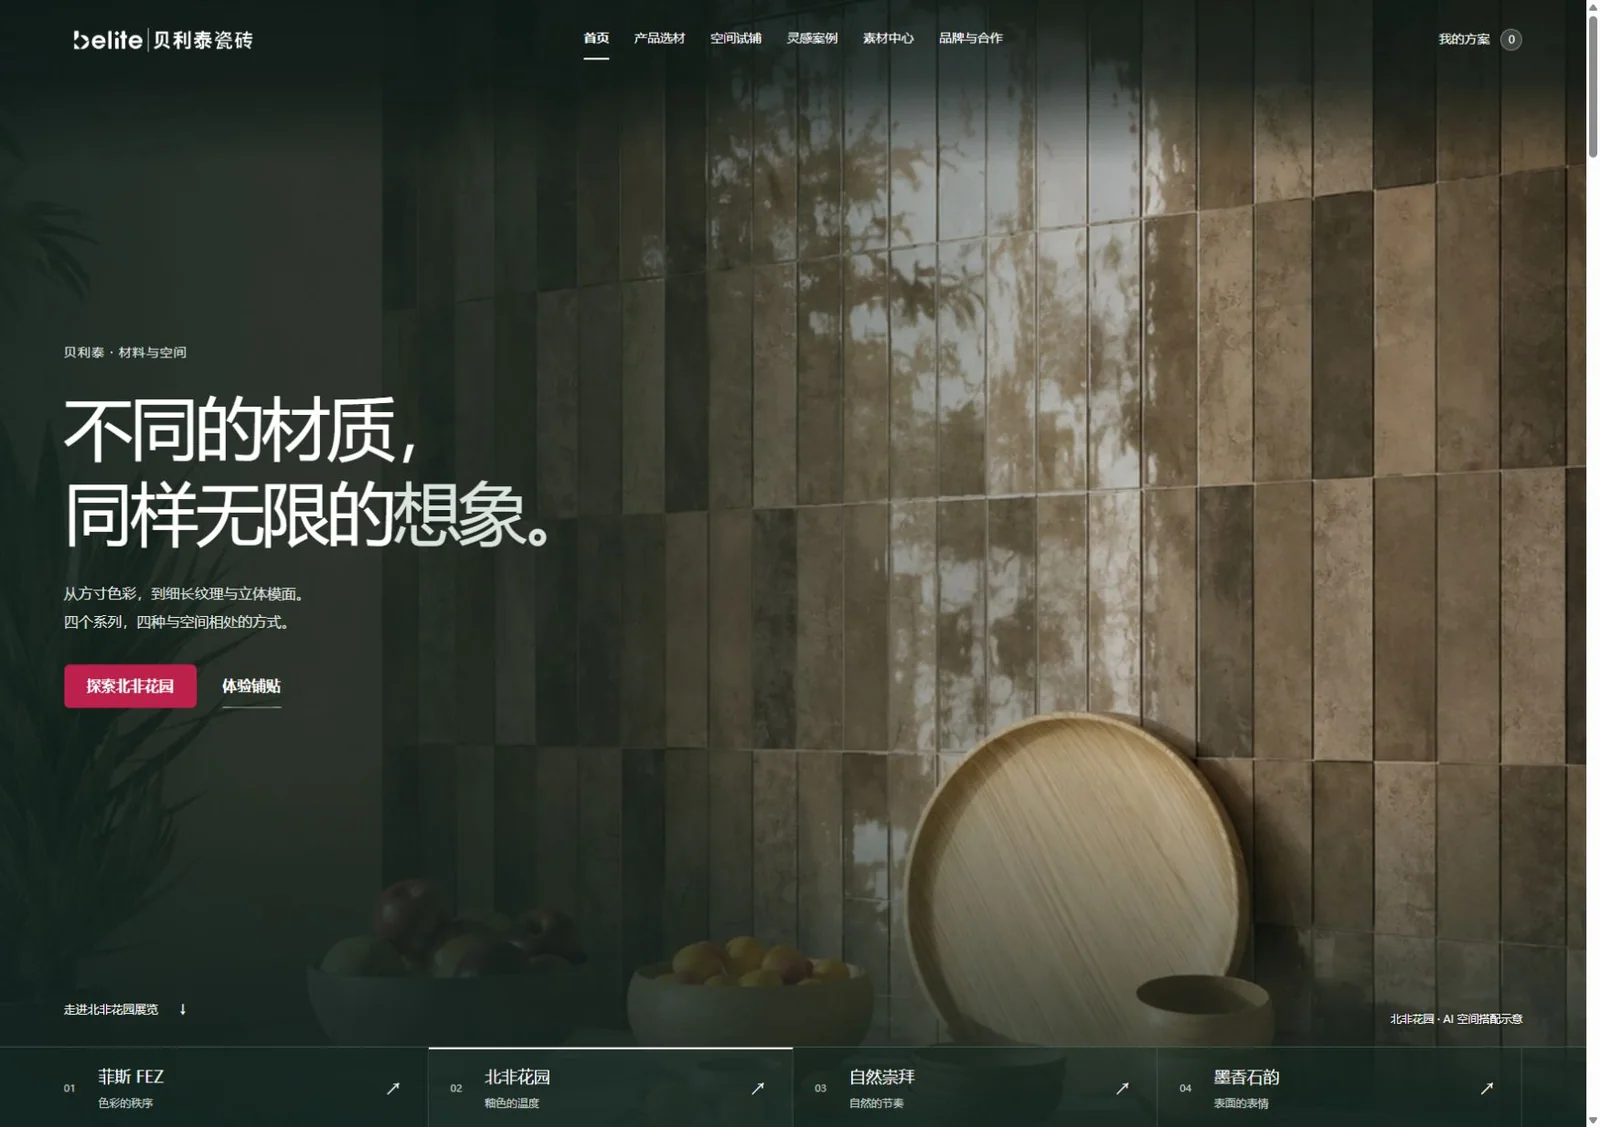 belite 贝利泰瓷砖
首页 产品选材 空间试铺 灵感案例 素材中心 品牌与合作
我的方案 0
贝利泰 · 材料与空间
不同的材质，
同样无限的想象。
从方寸色彩，到细长纹理与立体模面。
四个系列，四种与空间相处的方式。
探索北非花园 体验铺贴
走进北非花园展览 ↓
北非花园 · AI 空间搭配示意
01 菲斯 FEZ ↗
色彩的秩序
02 北非花园 ↗
釉色的温度
03 自然崇拜 ↗
自然的节奏
04 墨香石韵 ↗
表面的表情